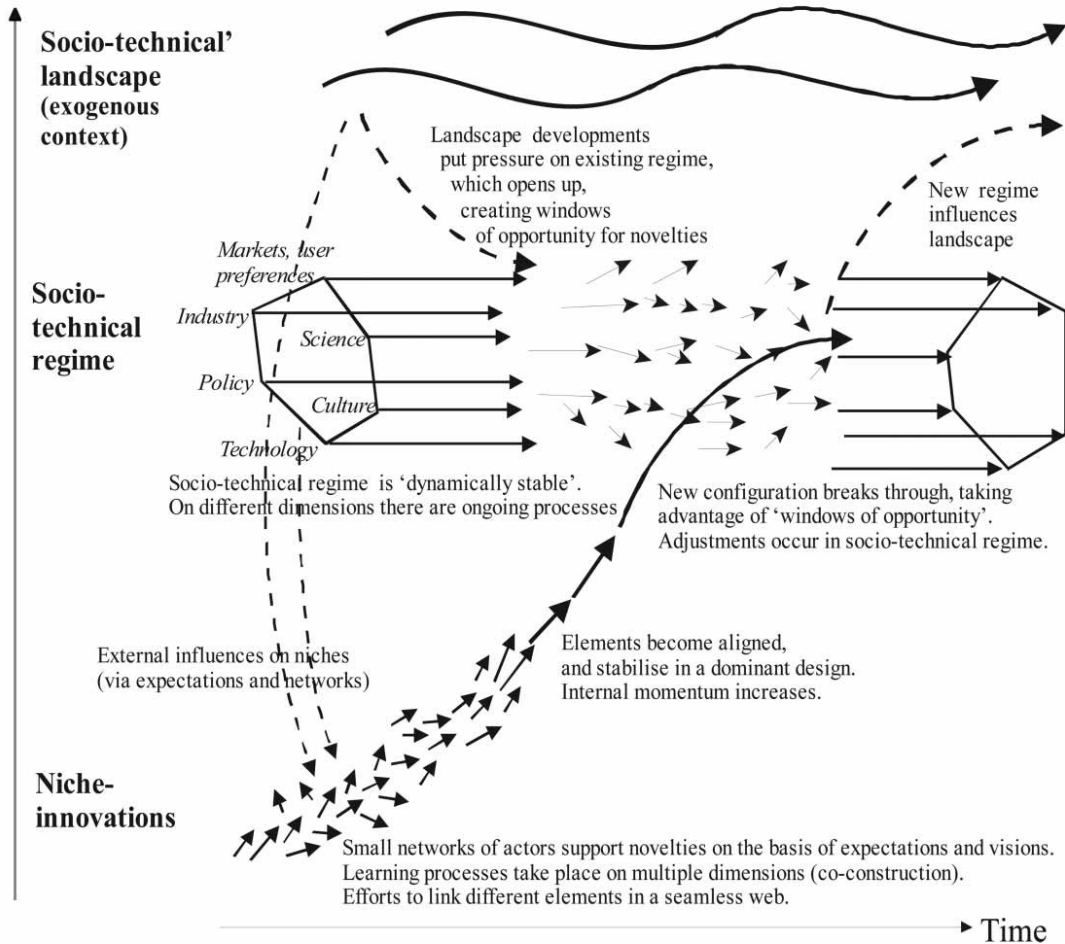 Socio-technical’
landscape
(exogenous
context)
Landscape developments
put pressure on existing regime,
which opens up,
creating windows
of opportunity for novelties
New regime
influences
landscape
Markets, user
preferences
Socio-
technical
regime
Industry
Science
Policy
Culture
Technology
Socio-technical regime is ‘dynamically stable’.
On different dimensions there are ongoing processes
New configuration breaks through, taking
advantage of ‘windows of opportunity’.
Adjustments occur in socio-technical regime.
External influences on niches
(via expectations and networks)
Elements become aligned,
and stabilise in a dominant design.
Internal momentum increases.
Niche-
innovations
Small networks of actors support novelties on the basis of expectations and visions.
Learning processes take place on multiple dimensions (co-construction).
Efforts to link different elements in a seamless web.
Time